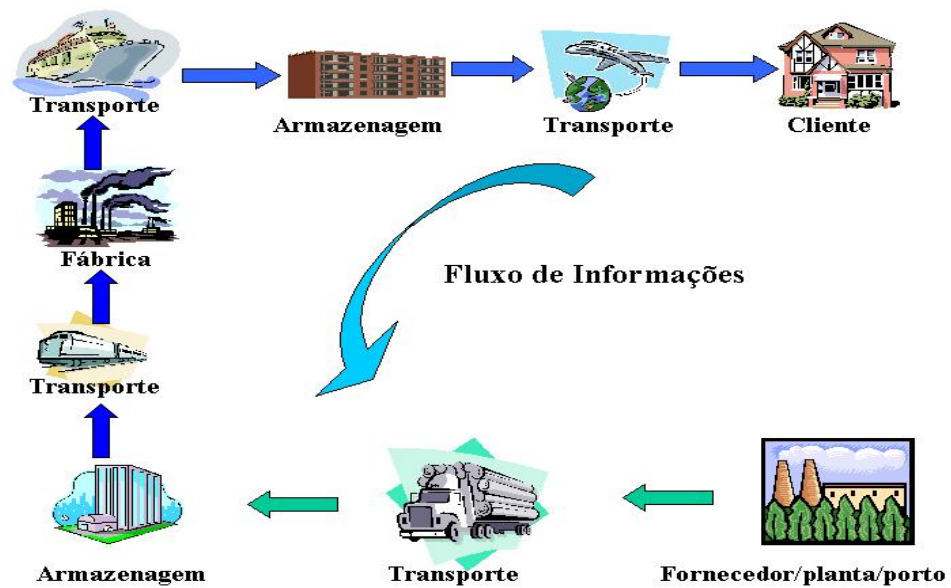 Transporte
Armazenagem
Transporte
Cliente
Fábrica
Fluxo de Informações
Transporte
Armazenagem
Transporte
Fornecedor/planta/porto